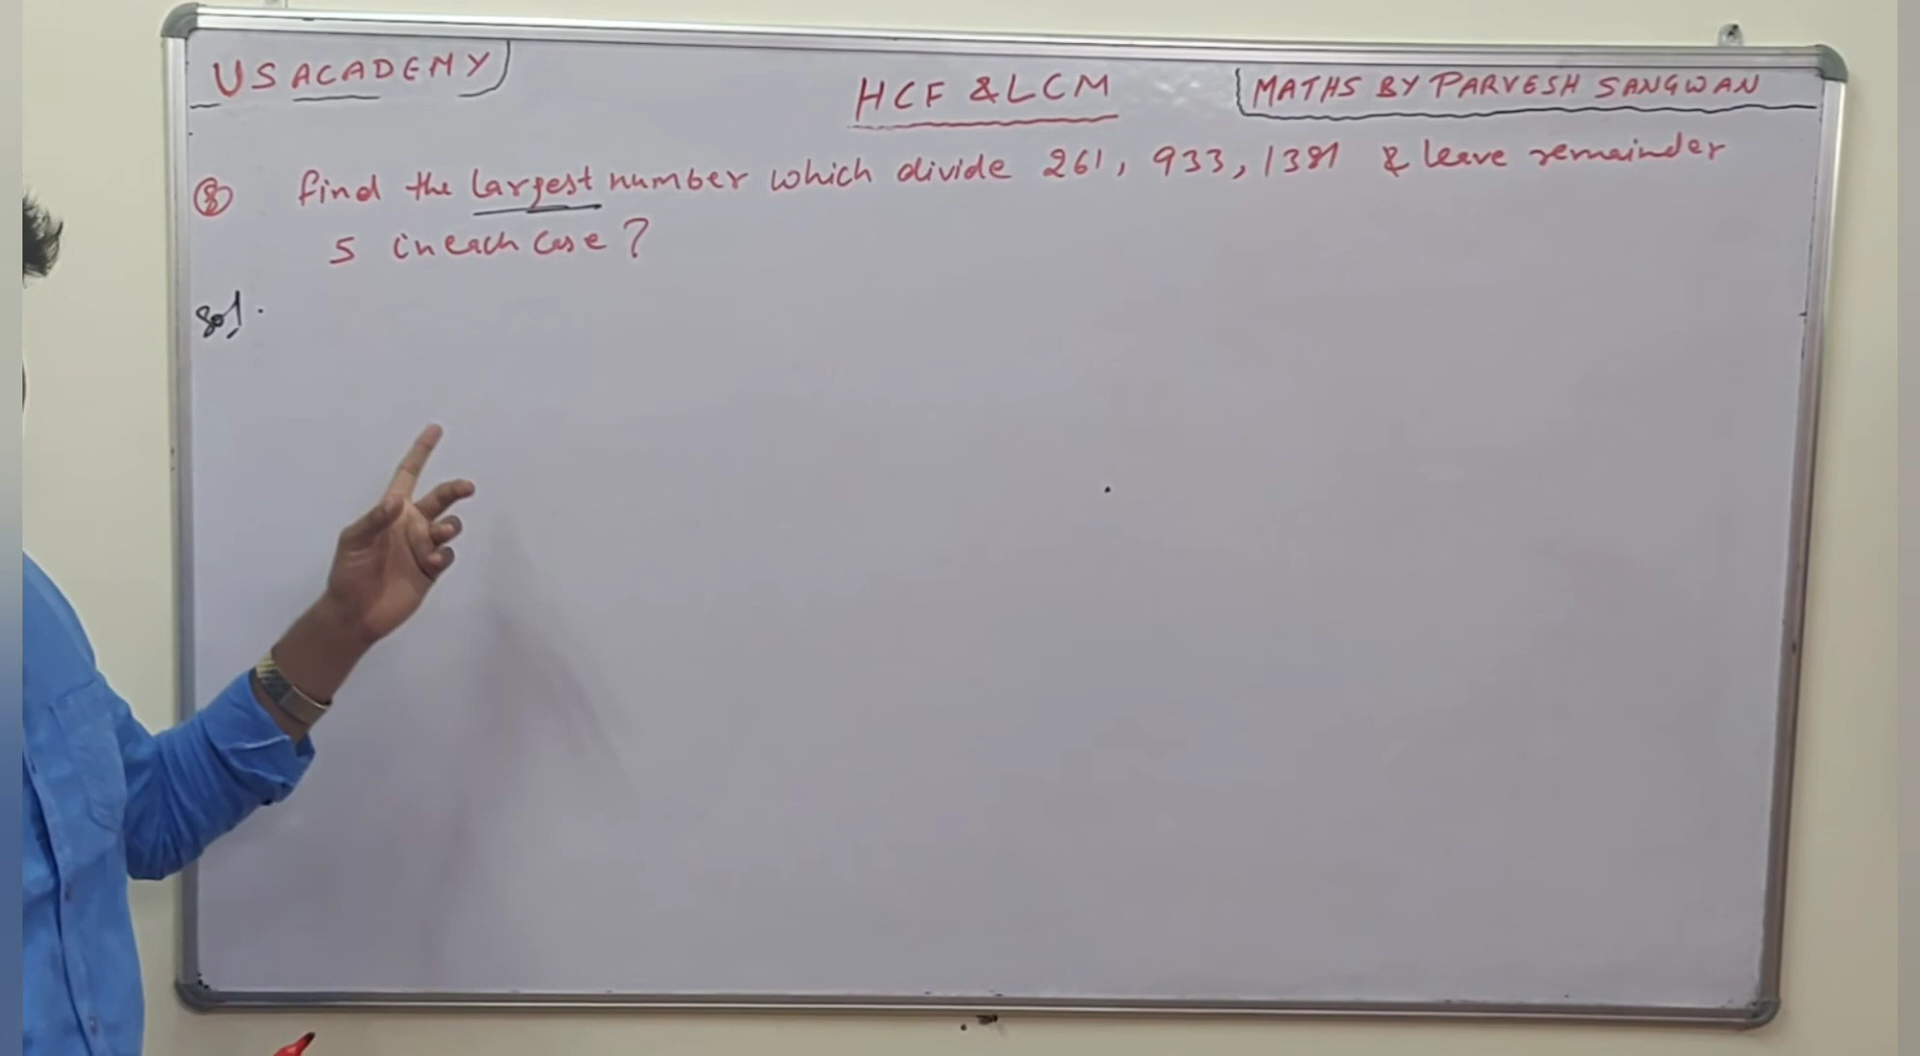 US ACADEMY
HCF & LCM
MATHS BY PARVESH SANGWAN
Q find the largest number which divide 261, 933, 1381 & leave remainder
5 in each case ?
Sol.